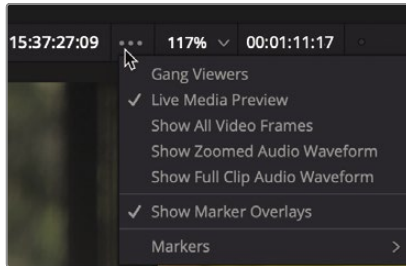 15:37:27:09 ••• 117% 00:01:11:17
Gang Viewers
Live Media Preview
Show All Video Frames
Show Zoomed Audio Waveform
Show Full Clip Audio Waveform
Show Marker Overlays
Markers